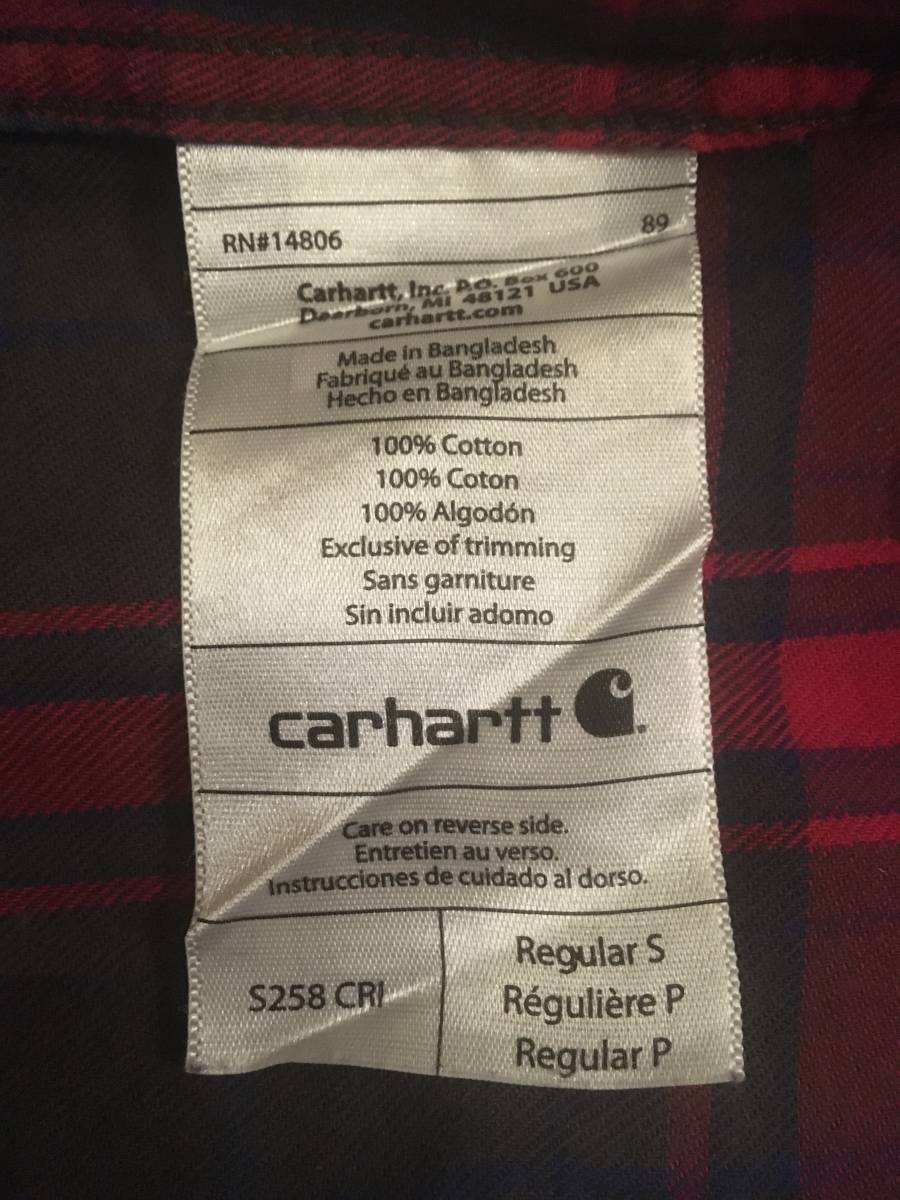 RN#14806
89
Carhartt, Inc. P.O. Box 600
Dearborn, MI 48121 USA
carhartt.com
Made in Bangladesh
Fabriqué au Bangladesh
Hecho en Bangladesh
100% Cotton
100% Coton
100% Algodón
Exclusive of trimming
Sans garniture
Sin incluir adomo
carhartt
Care on reverse side.
Entretien au verso.
Instrucciones de cuidado al dorso.
S258 CRI
Regular S
Régulière P
Regular P